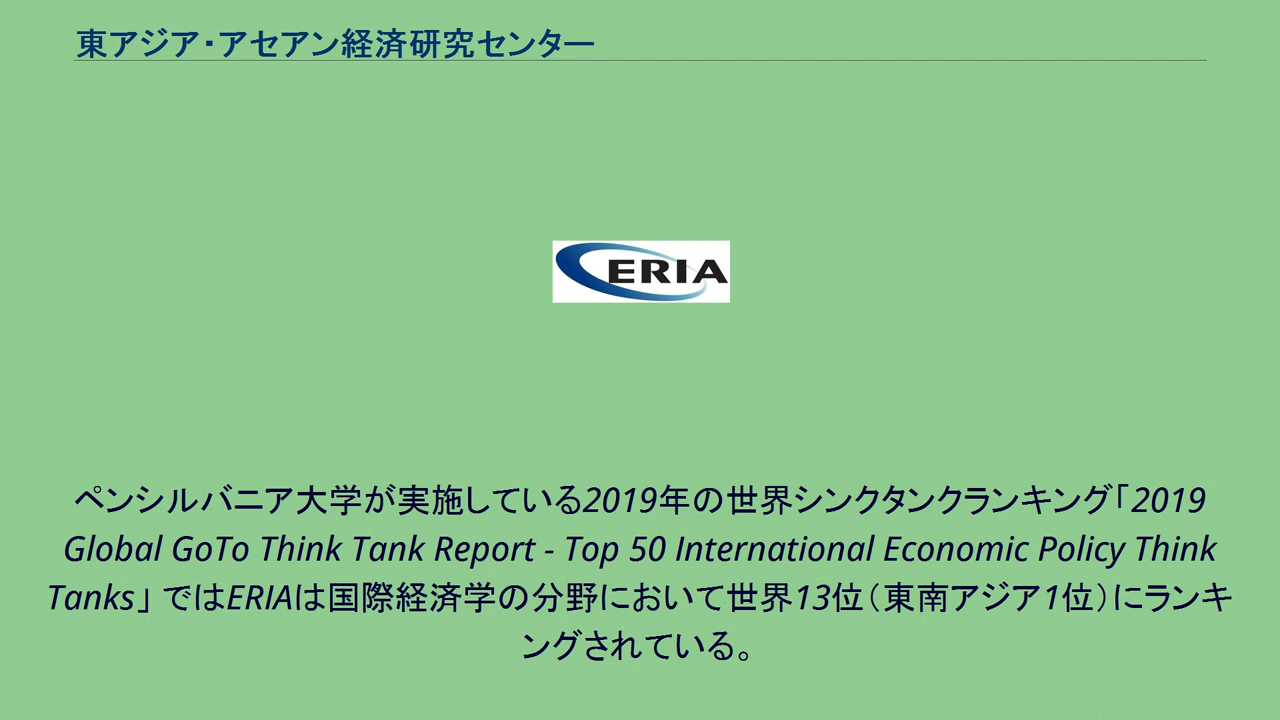 東アジア・アセアン経済研究センター
ERIA
ペンシルバニア大学が実施している2019年の世界シンクタンクランキング「2019
Global GoTo Think Tank Report - Top 50 International Economic Policy Think
Tanks」ではERIAは国際経済学の分野において世界13位（東南アジア1位）にランキ
ングされている。